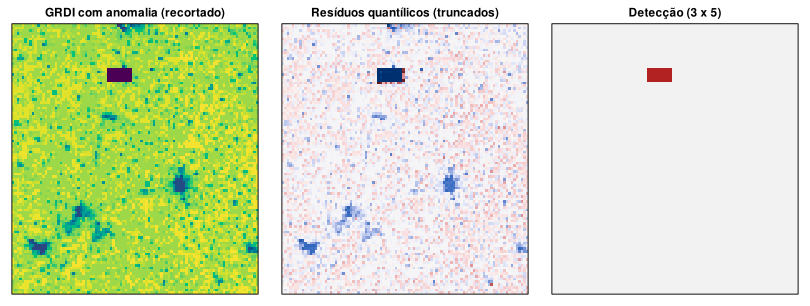 GRDI com anomalia (recortado)
Resíduos quantílicos (truncados)
Detecção (3 x 5)